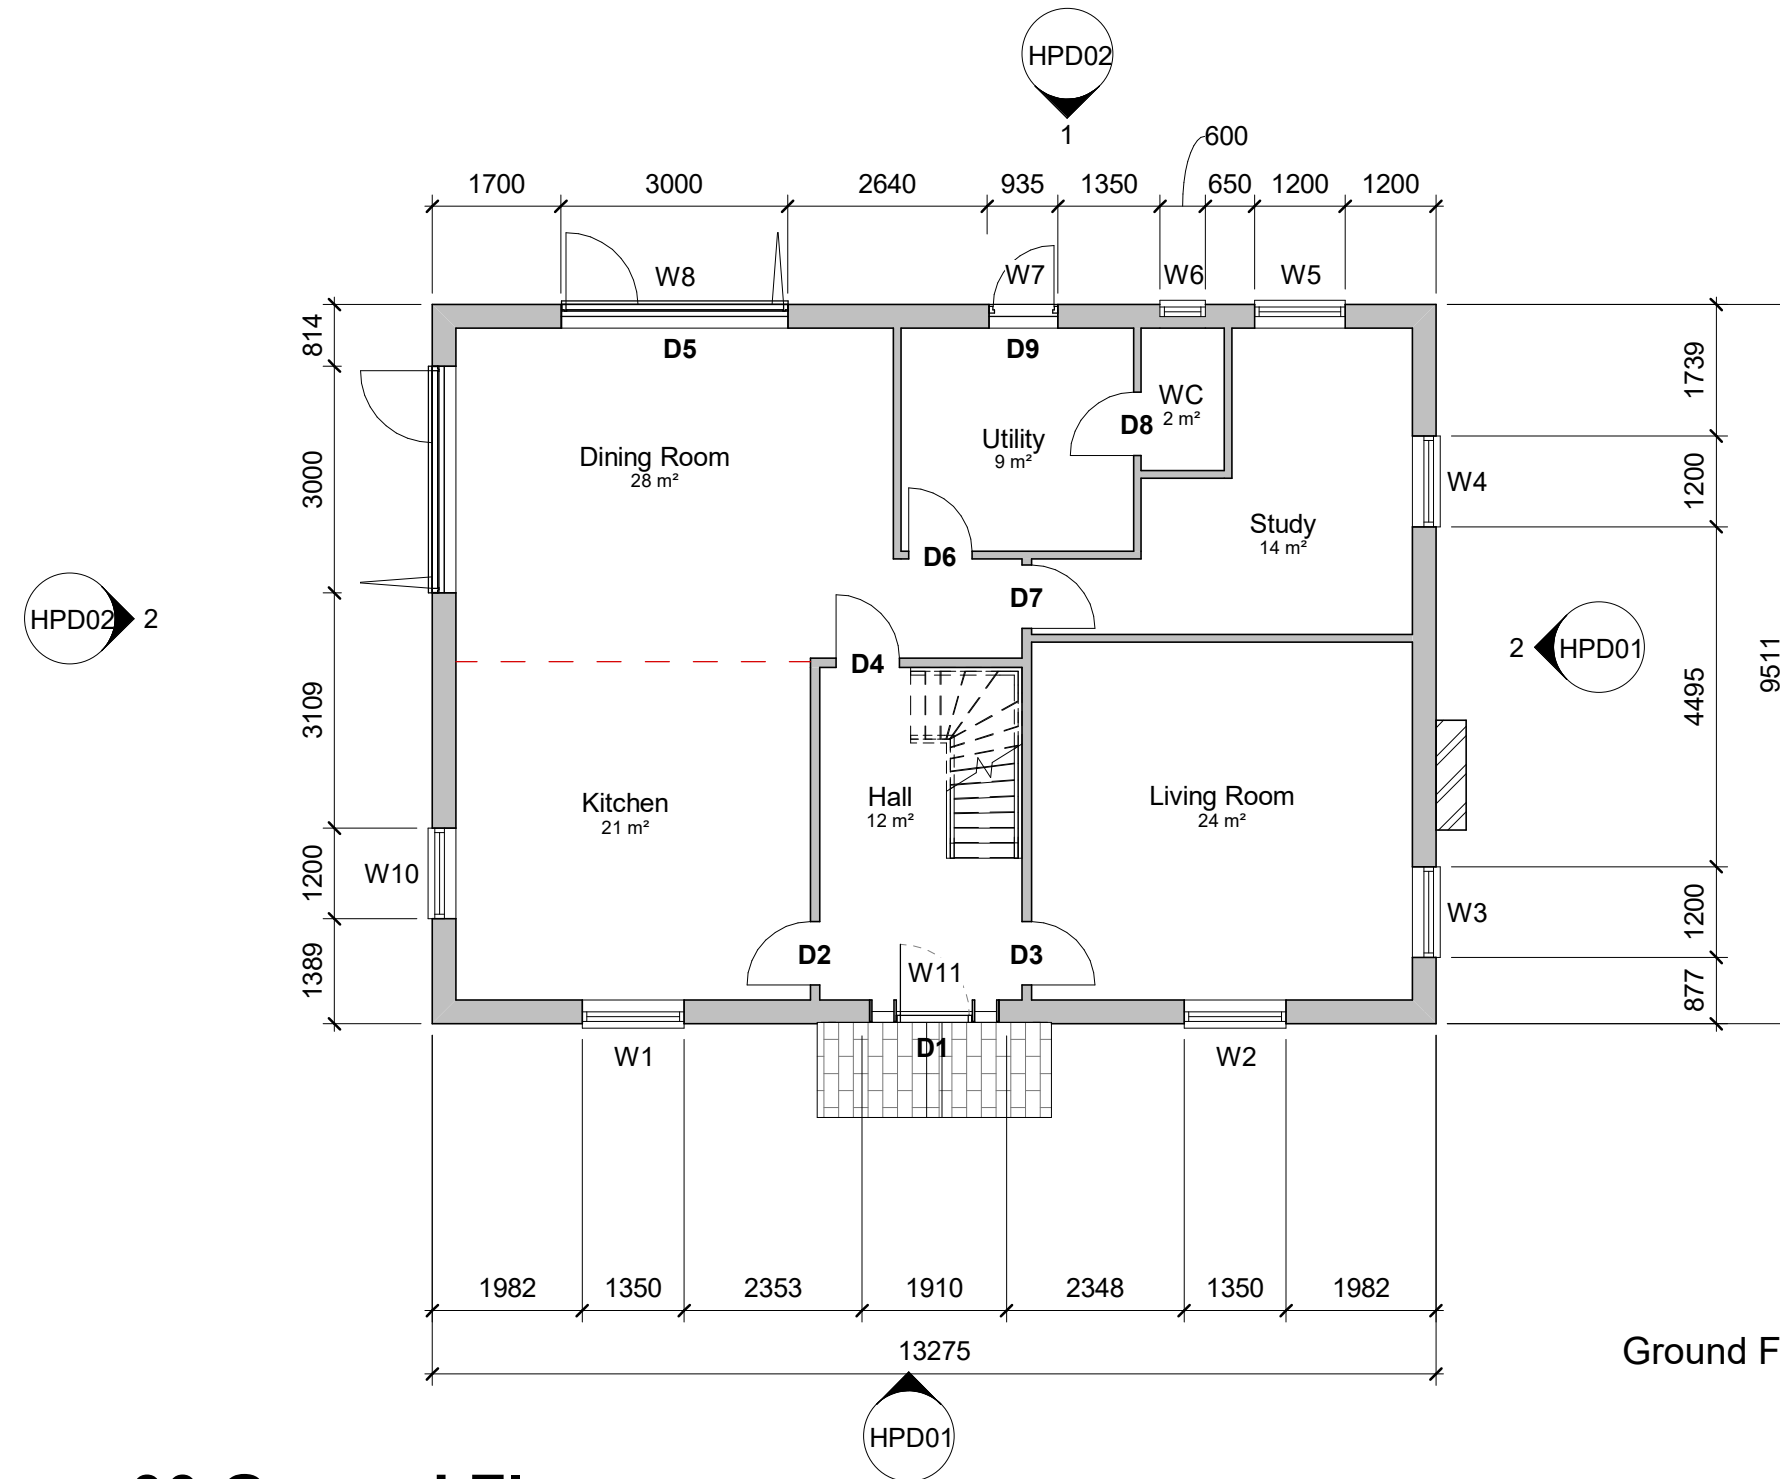 HPD02
1
600
1700 3000 2640 935 1350 650 1200 1200
W8 W7 W6 W5
D5 D9
814
3000
3109
1200
1389
1739
1200
4495
1200
877
9511
WC
2 m²
D8
Utility
9 m²
Dining Room
28 m²
W4
Study
14 m²
D6
D7
HPD02 2
2 HPD01
D4
Kitchen
21 m²
Hall
12 m²
Living Room
24 m²
W10
W3
D2 D3
W11
D1
W1 W2
1982 1350 2353 1910 2348 1350 1982
13275
Ground F
HPD01